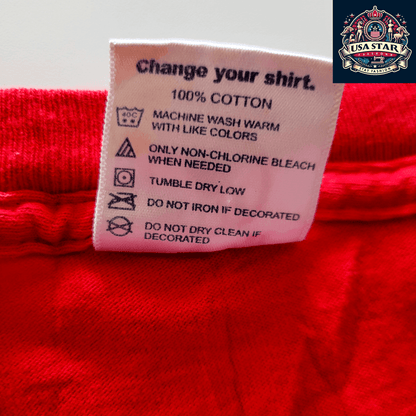 USA STAR
Change your shirt.
100% COTTON
40C
MACHINE WASH WARM
WITH LIKE COLORS
ONLY NON-CHLORINE BLEACH
WHEN NEEDED
TUMBLE DRY LOW
DO NOT IRON IF DECORATED
DO NOT DRY CLEAN IF
DECORATED